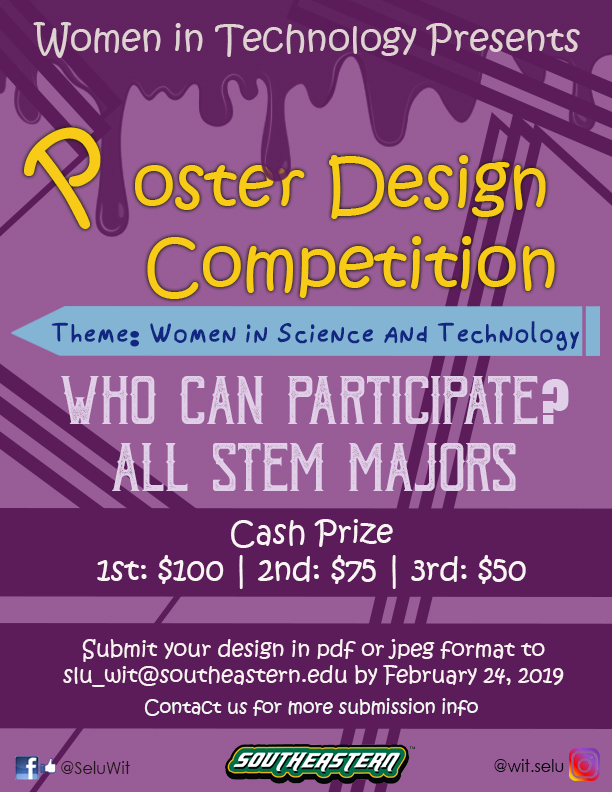 Women in Technology Presents
Poster Design
Competition
Theme: Women in Science and Technology
WHO CAN PARTICIPATE?
ALL STEM MAJORS
Cash Prize
1st: $100 | 2nd: $75 | 3rd: $50
Submit your design in pdf or jpeg format to
slu_wit@southeastern.edu by February 24, 2019
Contact us for more submission info
@SeluWit
SOUTHEASTERN™
@wit.selu